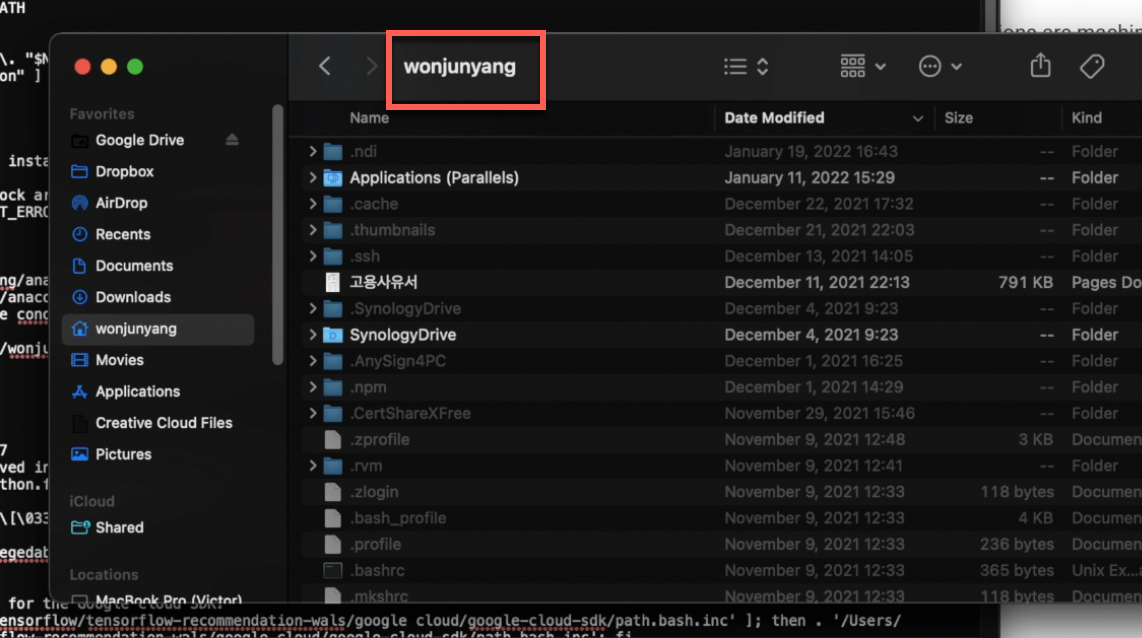 ATH
\. "$N
on" ]
insta
ock ar
T_ERRO
ng/ana
/anaco
e cond
/wonju
7
ved in
thon.f
\[\033
egedab
wonjunyang
Favorites
Google Drive
Dropbox
AirDrop
Recents
Documents
Downloads
wonjunyang
Movies
Applications
Creative Cloud Files
Pictures
iCloud
Shared
Locations
MacBook Pro (Victor)
Name Date Modified Size Kind
.ndi January 19, 2022 16:43 -- Folder
Applications (Parallels) January 11, 2022 15:29 -- Folder
.cache December 22, 2021 17:32 -- Folder
.thumbnails December 21, 2021 22:03 -- Folder
.ssh December 13, 2021 14:05 -- Folder
고용사유서 December 11, 2021 22:13 791 KB Pages Do
.SynologyDrive December 4, 2021 9:23 -- Folder
SynologyDrive December 4, 2021 9:23 -- Folder
.AnySign4PC December 1, 2021 16:25 -- Folder
.npm December 1, 2021 14:29 -- Folder
.CertShareXFree November 29, 2021 15:46 -- Folder
.zprofile November 9, 2021 12:48 3 KB Documen
.rvm November 9, 2021 12:41 -- Folder
.zlogin November 9, 2021 12:33 118 bytes Documen
.bash_profile November 9, 2021 12:33 4 KB Documen
.profile November 9, 2021 12:33 236 bytes Documen
.bashrc November 9, 2021 12:33 365 bytes Unix Ex...a
.mkshrc November 9, 2021 12:33 118 bytes Documen
for the Google Cloud SDK.
ensorflow/tensorflow-recommendation-wals/google cloud/google-cloud-sdk/path.bash.inc' ]; then . '/Users/
flow-recommendation-wals/google cloud/google-cloud-sdk/path.bash.inc'; fi